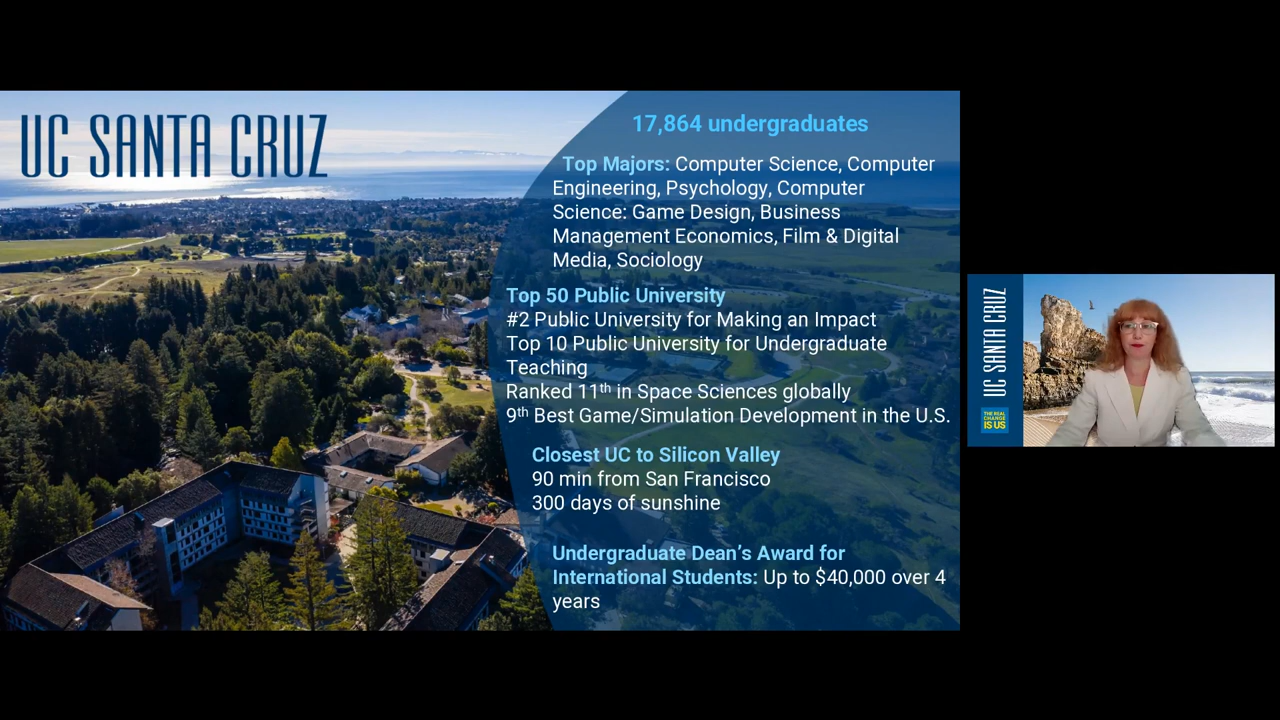 UC SANTA CRUZ
17,864 undergraduates
Top Majors: Computer Science, Computer
Engineering, Psychology, Computer
Science: Game Design, Business
Management Economics, Film & Digital
Media, Sociology
Top 50 Public University
#2 Public University for Making an Impact
Top 10 Public University for Undergraduate
Teaching
Ranked 11th in Space Sciences globally
9th Best Game/Simulation Development in the U.S.
Closest UC to Silicon Valley
90 min from San Francisco
300 days of sunshine
Undergraduate Dean’s Award for
International Students: Up to $40,000 over 4
years
UC SANTA CRUZ
THE REAL
CHANGE
IS US